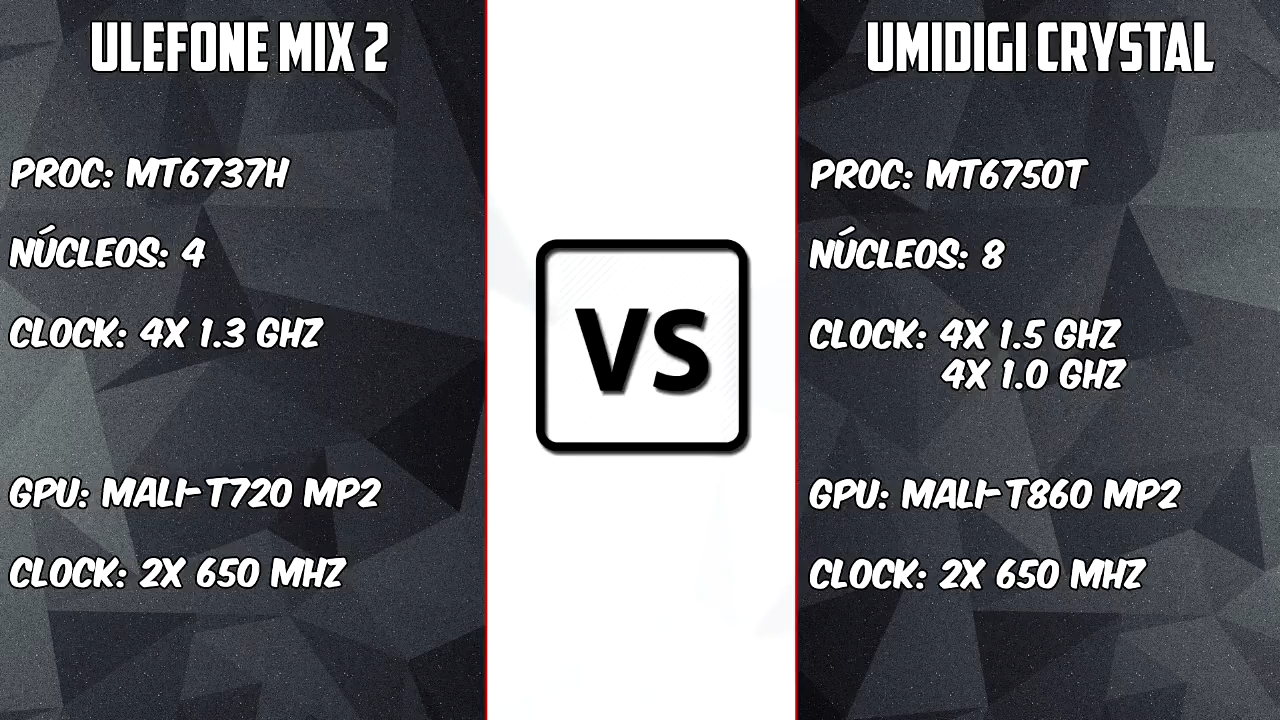 ULEFONE MIX 2
PROC: MT6737H
NÚCLEOS: 4
CLOCK: 4X 1.3 GHZ
GPU: MALI-T720 MP2
CLOCK: 2X 650 MHZ
VS
UMIDIGI CRYSTAL
PROC: MT6750T
NÚCLEOS: 8
CLOCK: 4X 1.5 GHZ
4X 1.0 GHZ
GPU: MALI-T860 MP2
CLOCK: 2X 650 MHZ